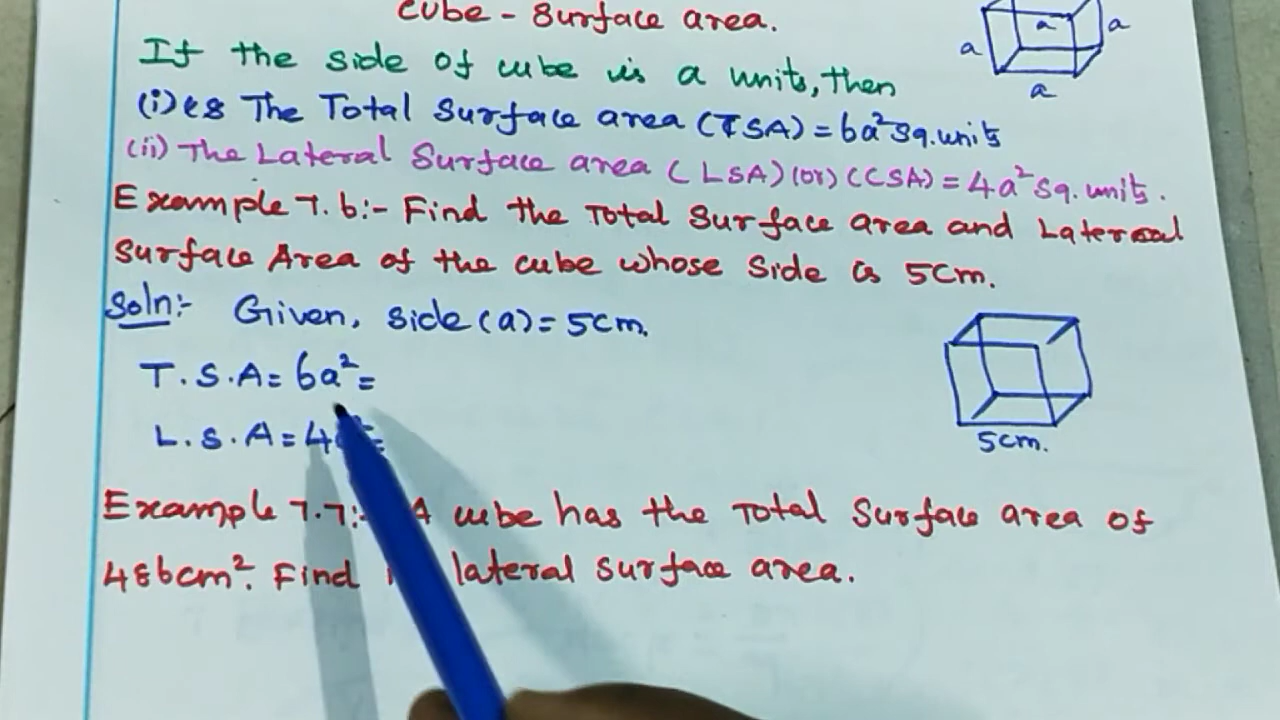 Cube - Surface area.
a
a
a
a
If the side of cube is a units, then
(i) The Total Surface area (TSA) = 6a² sq.units
(ii) The Lateral Surface area (LSA) (or) (CSA) = 4a² sq. units.
Example 7.6:- Find the Total Surface area and Lateral
Surface Area of the cube whose Side is 5cm.
Soln:- Given, side (a) = 5cm.
T.S.A = 6a² =
L.S.A = 4
5cm.
Example 7.7:- A cube has the Total Surface area of
486cm². Find lateral surface area.